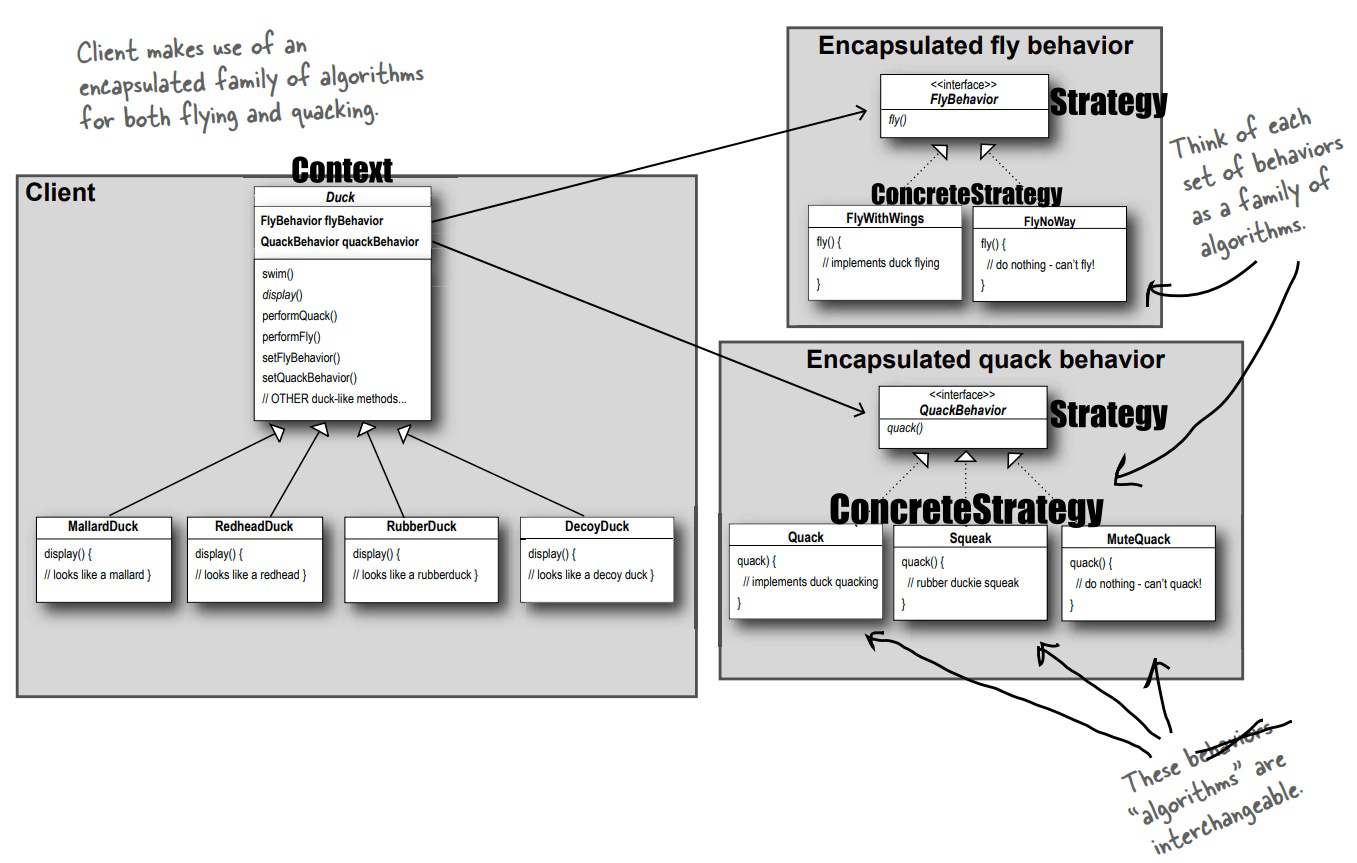 Client makes use of an
encapsulated family of algorithms
for both flying and quacking.
Client
Context
Duck
FlyBehavior flyBehavior
QuackBehavior quackBehavior
swim()
display()
performQuack()
performFly()
setFlyBehavior()
setQuackBehavior()
// OTHER duck-like methods...
MallardDuck
display() {
// looks like a mallard }
RedheadDuck
display() {
// looks like a redhead }
RubberDuck
display() {
// looks like a rubberduck }
DecoyDuck
display() {
// looks like a decoy duck }
Encapsulated fly behavior
<<interface>>
FlyBehavior
fly()
Strategy
ConcreteStrategy
FlyWithWings
fly() {
// implements duck flying
}
FlyNoWay
fly() {
// do nothing - can't fly!
}
Think of each
set of behaviors
as a family of
algorithms.
Encapsulated quack behavior
<<interface>>
QuackBehavior
quack()
Strategy
ConcreteStrategy
Quack
quack) {
// implements duck quacking
}
Squeak
quack() {
// rubber duckie squeak
}
MuteQuack
quack() {
// do nothing - can't quack!
}
These behaviors
“algorithms” are
interchangeable.